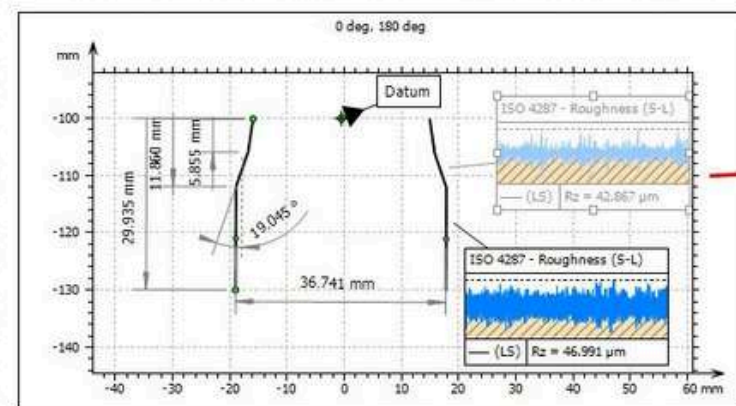 0 deg, 180 deg
mm
Datum
ISO 4287 - Roughness (S-L)
(LS) Rz = 42.867 µm
-100
-110
-120
-130
-140
29.935 mm
11.860 mm
5.855 mm
19.045 °
36.741 mm
ISO 4287 - Roughness (S-L)
(LS) Rz = 46.991 µm
-40 -30 -20 -10 0 10 20 30 40 50 60 mm